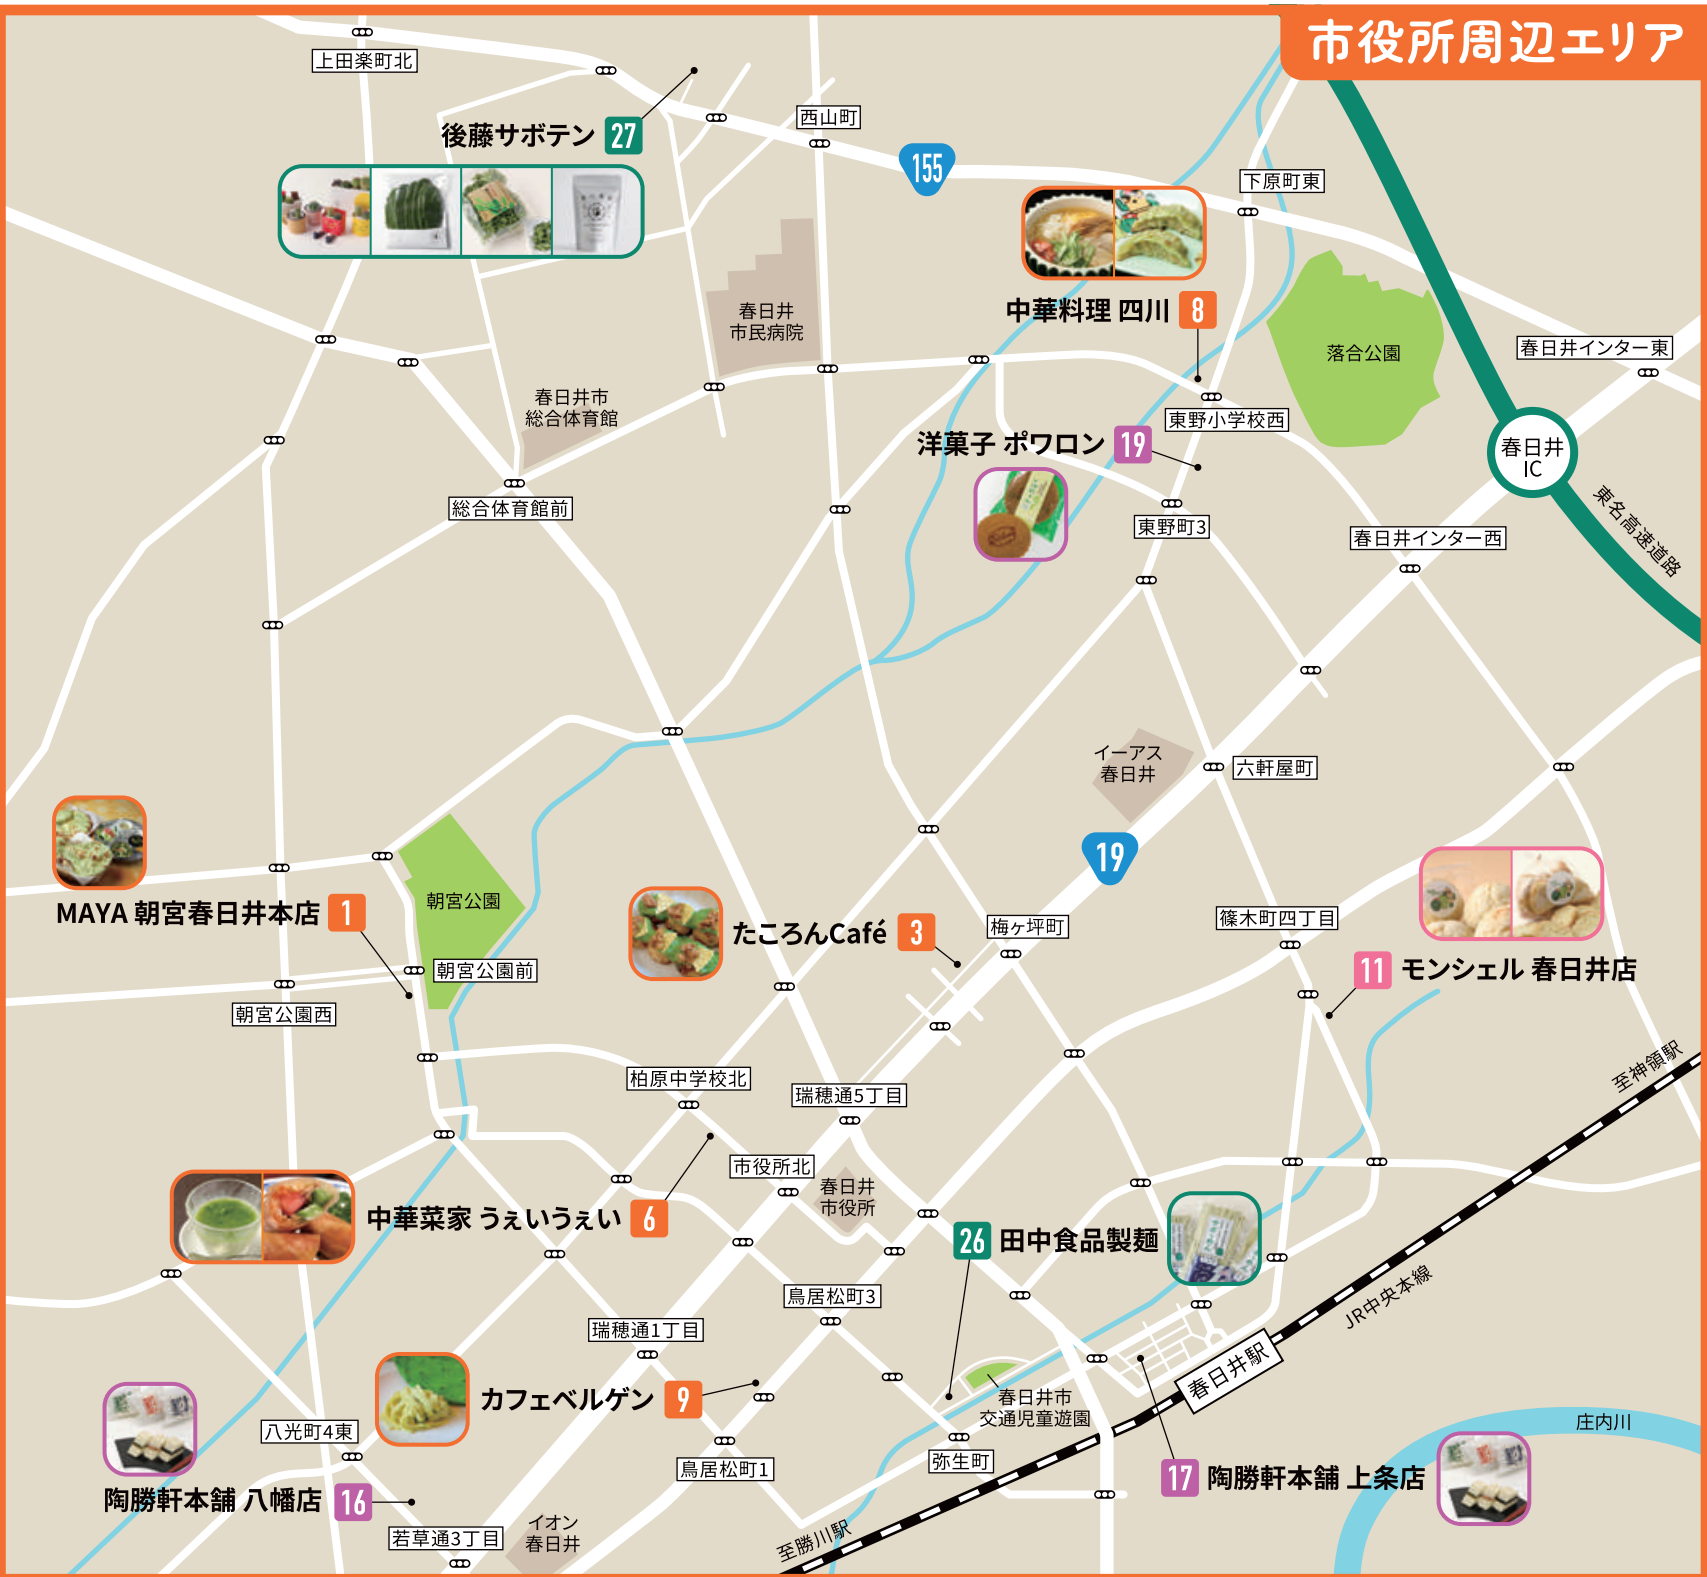 市役所周辺エリア
上田楽町北
西山町
後藤サボテン 27
155
下原町東
春日井
市民病院
中華料理 四川 8
落合公園
春日井インター東
春日井市
総合体育館
東野小学校西
洋菓子 ポワロン 19
春日井
IC
総合体育館前
東野町3
春日井インター西
東名高速道路
イーアス
春日井
六軒屋町
19
朝宮公園
MAYA 朝宮春日井本店 1
たころんCafé 3
梅ヶ坪町
篠木町四丁目
朝宮公園前
11 モンシェル 春日井店
朝宮公園西
柏原中学校北
瑞穂通5丁目
至神領駅
市役所北
春日井
市役所
中華菜家 うぇいうぇい 6
26 田中食品製麺
鳥居松町3
JR中央本線
瑞穂通1丁目
春日井駅
カフェベルゲン 9
春日井市
交通児童遊園
庄内川
八光町4東
鳥居松町1
弥生町
17 陶勝軒本舗 上条店
陶勝軒本舗 八幡店 16
若草通3丁目
イオン
春日井
至勝川駅